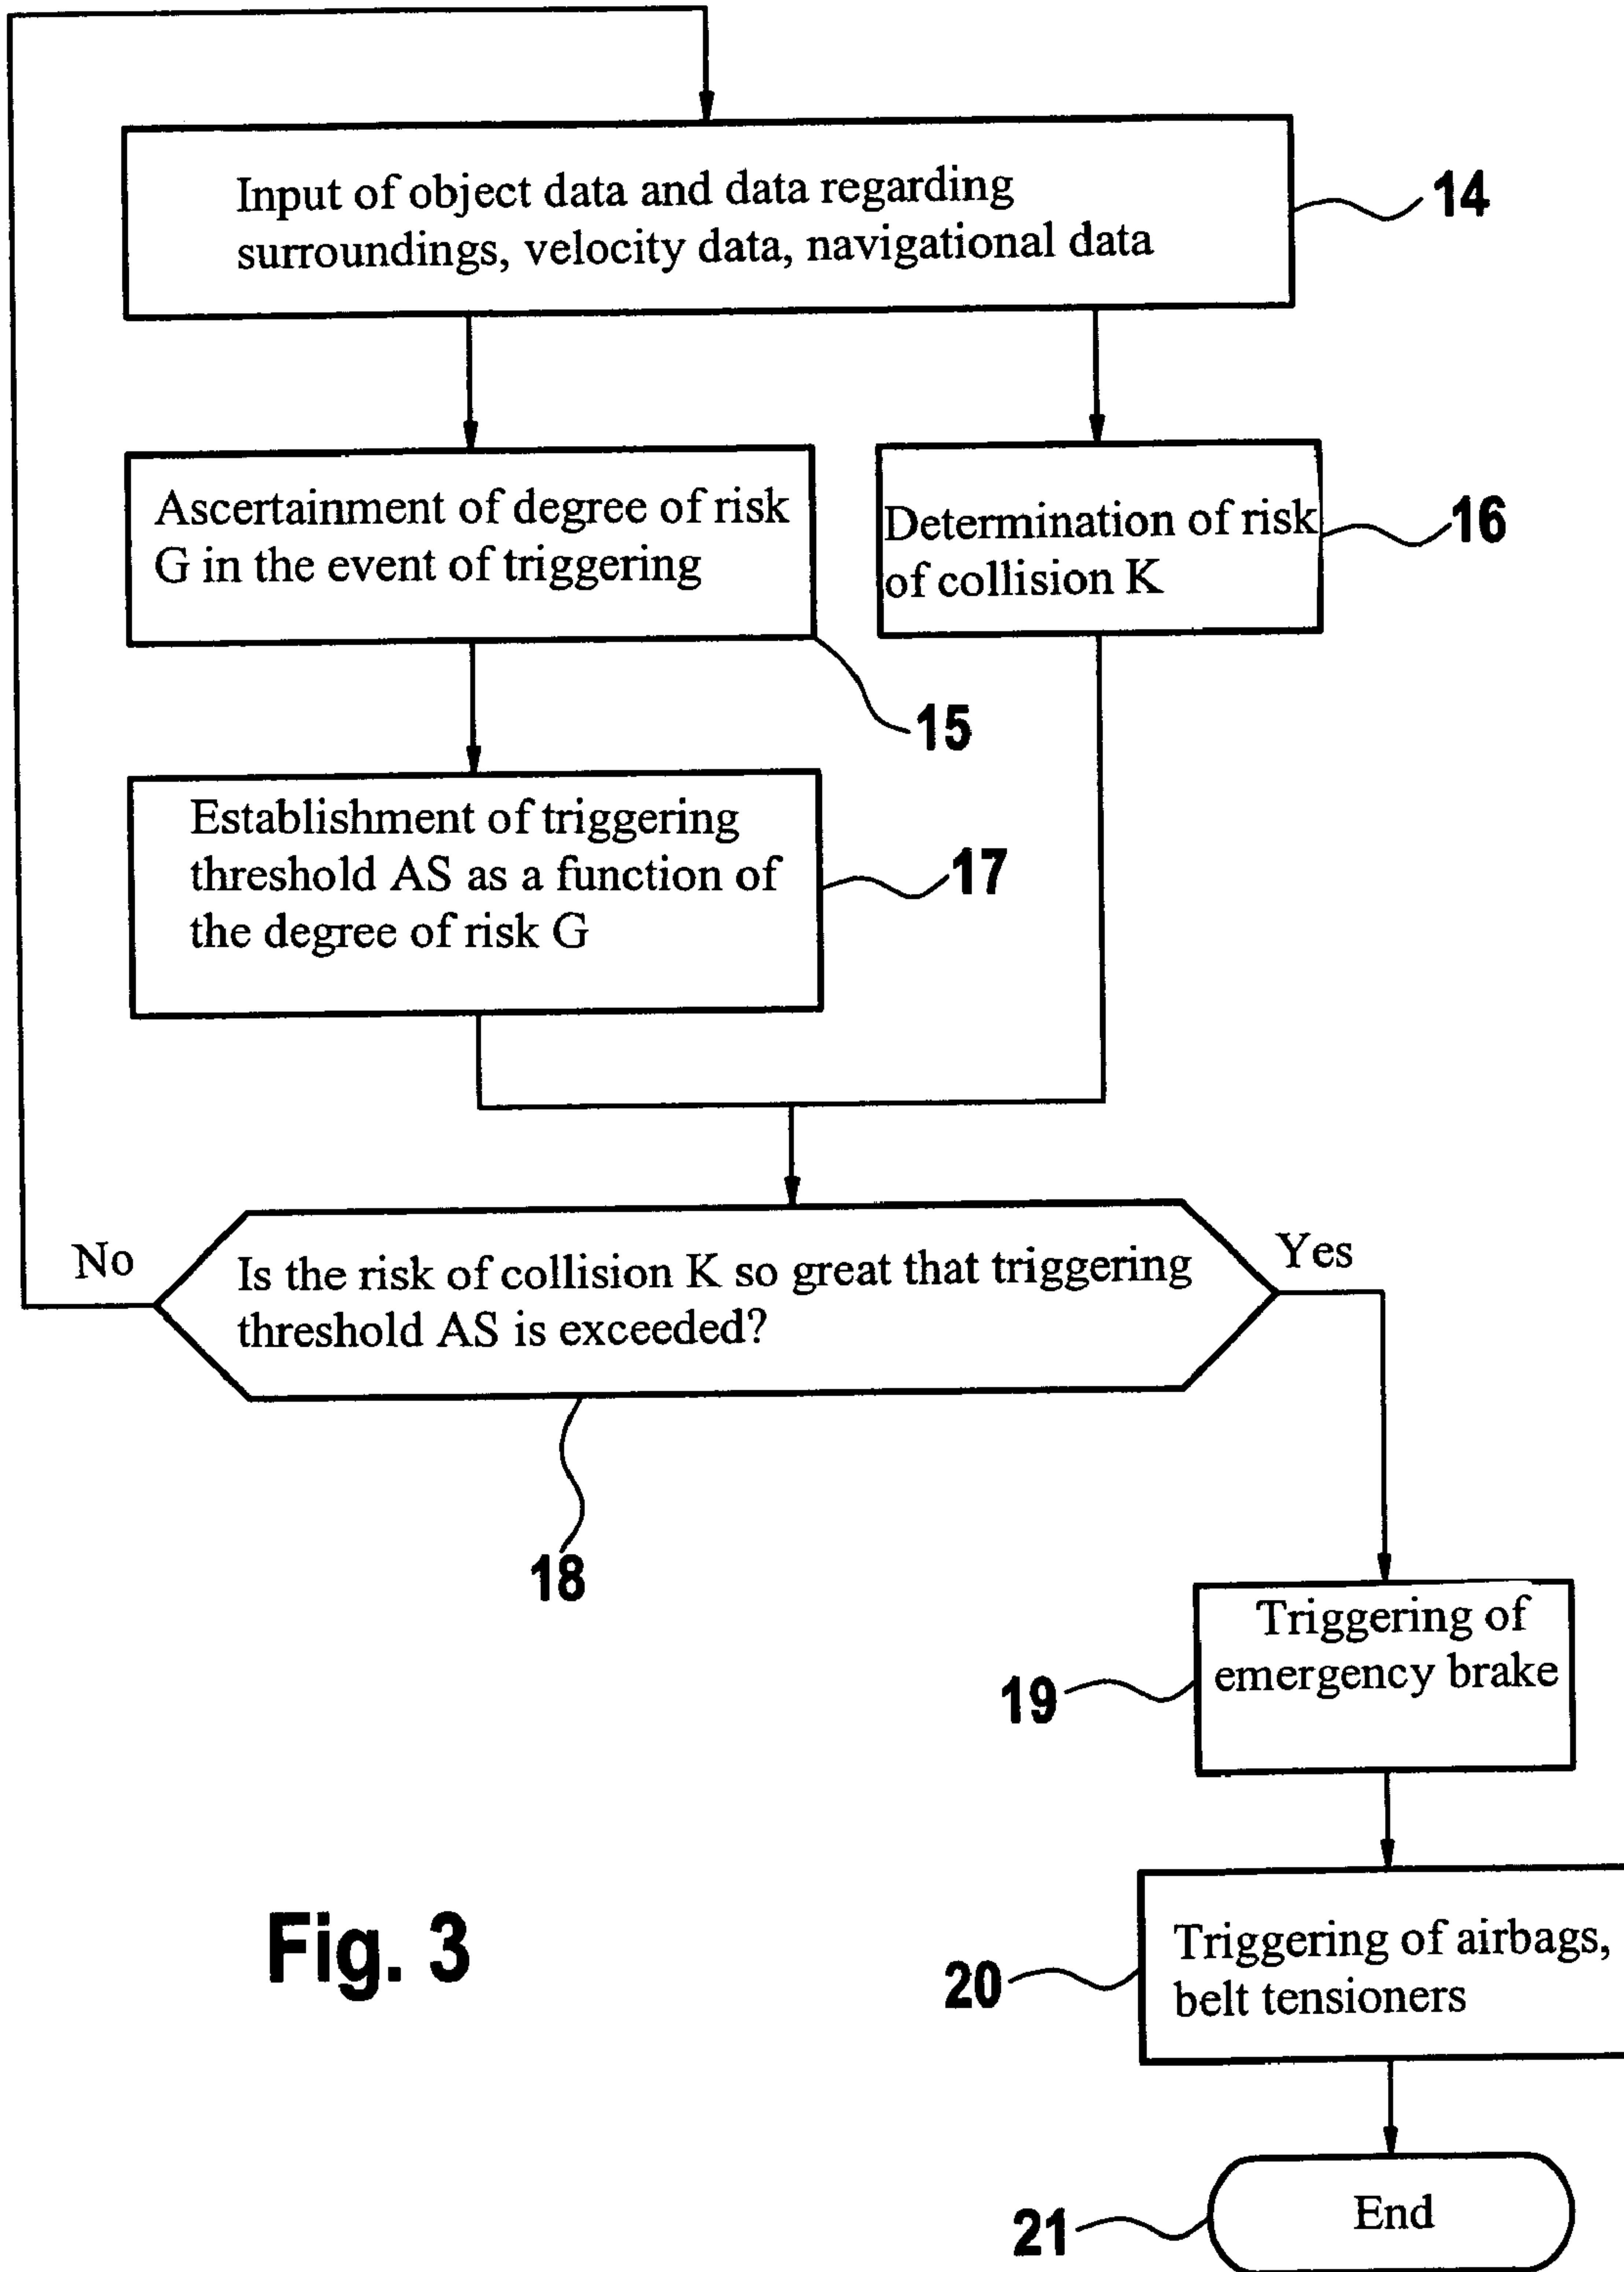 Input of object data and data regarding
surroundings, velocity data, navigational data
14
Ascertainment of degree of risk
G in the event of triggering
15
Determination of risk
of collision K
16
Establishment of triggering
threshold AS as a function of
the degree of risk G
17
No
Is the risk of collision K so great that triggering
threshold AS is exceeded?
Yes
18
Triggering of
emergency brake
19
Triggering of airbags,
belt tensioners
20
Fig. 3
End
21